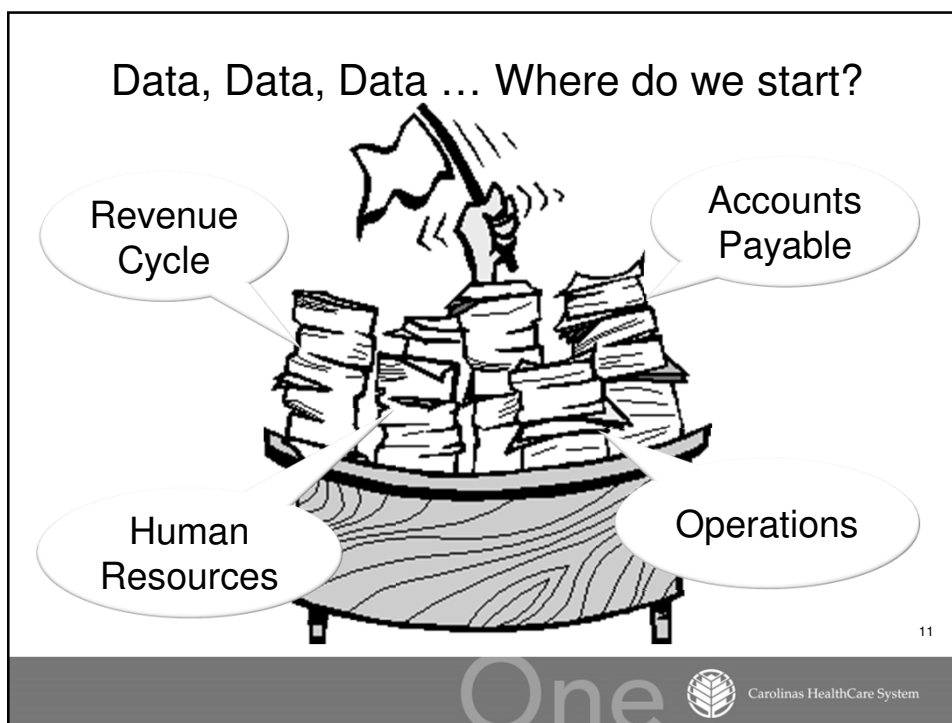 Data, Data, Data … Where do we start?
Revenue
Cycle
Accounts
Payable
Human
Resources
Operations
11
One
Carolinas HealthCare System